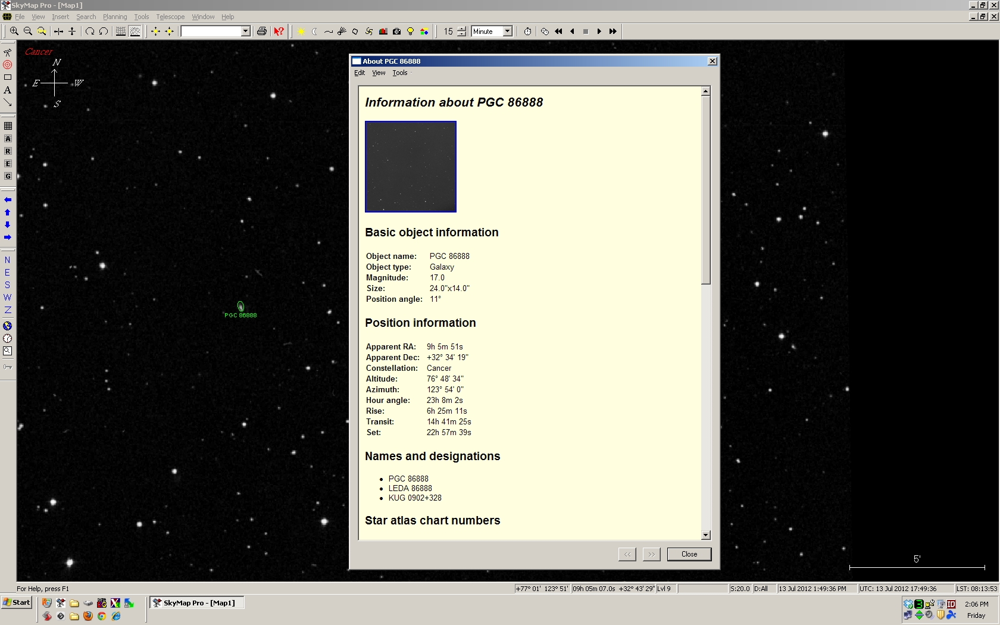 SkyMap Pro - [Map1]
File View Insert Search Planning Tools Telescope Window Help
15 Minute
Cancer
N
E W
S
A
A
R
E
G
N
E
S
W
Z
PGC 86888
About PGC 86888
Edit View Tools
Information about PGC 86888
Basic object information
Object name: PGC 86888
Object type: Galaxy
Magnitude: 17.0
Size: 24.0"x14.0"
Position angle: 11°
Position information
Apparent RA: 9h 5m 51s
Apparent Dec: +32° 34' 19"
Constellation: Cancer
Altitude: 76° 48' 34"
Azimuth: 123° 54' 0"
Hour angle: 23h 8m 2s
Rise: 6h 25m 11s
Transit: 14h 41m 25s
Set: 22h 57m 39s
Names and designations
• PGC 86888
• LEDA 86888
• KUG 0902+328
Star atlas chart numbers
<< >> Close
5'
For Help, press F1
+77° 01' 123° 51' 09h 05m 07.0s +32° 43' 29" Lvl 9 S:20.0 D:All 13 Jul 2012 1:49:36 PM UTC: 13 Jul 2012 17:49:36 LST: 08:13:53
Start SkyMap Pro - [Map1]
ID 2:06 PM
Friday